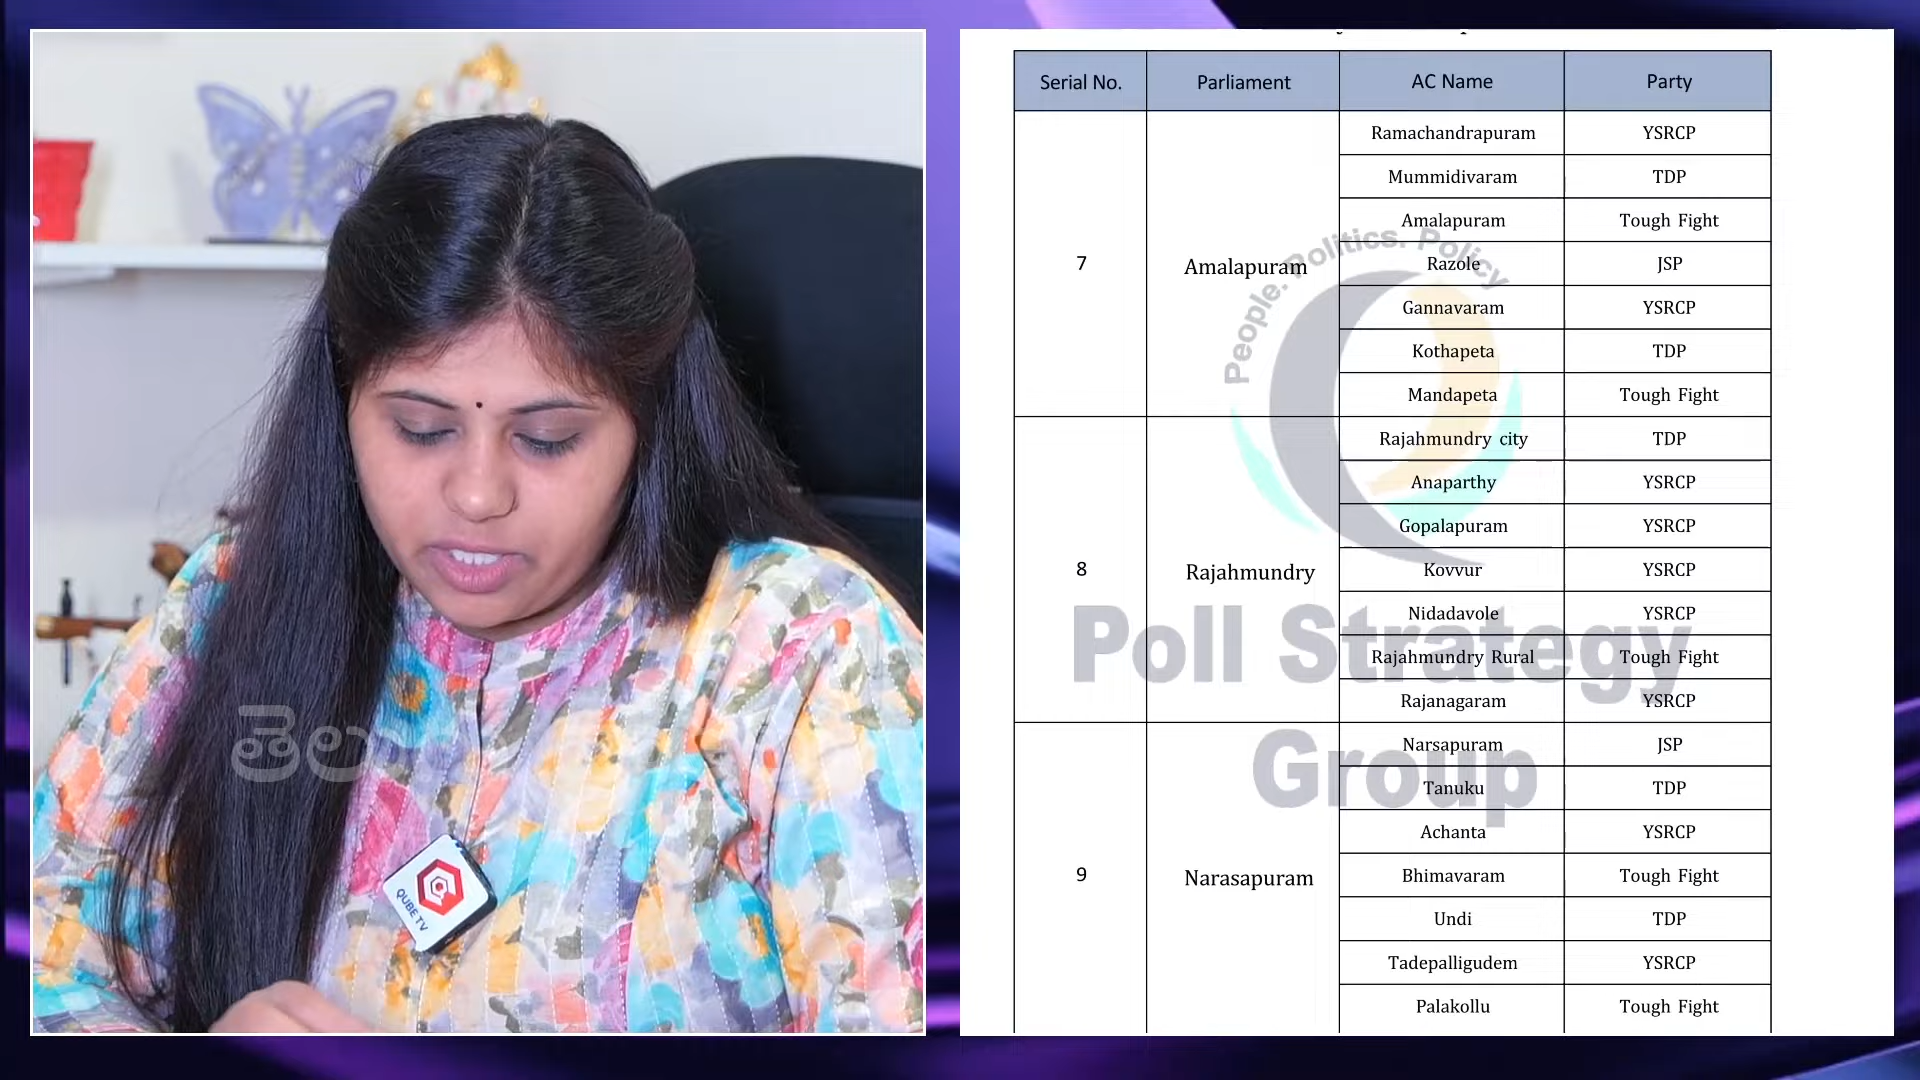 Serial No. Parliament AC Name Party
7 Amalapuram Ramachandrapuram YSRCP
Mummidivaram TDP
Amalapuram Tough Fight
Razole JSP
Gannavaram YSRCP
Kothapeta TDP
Mandapeta Tough Fight
8 Rajahmundry Rajahmundry city TDP
Anaparthy YSRCP
Gopalapuram YSRCP
Kovvur YSRCP
Nidadavole YSRCP
Rajahmundry Rural Tough Fight
Rajanagaram YSRCP
9 Narasapuram Narsapuram JSP
Tanuku TDP
Achanta YSRCP
Bhimavaram Tough Fight
Undi TDP
Tadepalligudem YSRCP
Palakollu Tough Fight
People. Politics. Policy
Poll Strategy
Group
QUBE TV